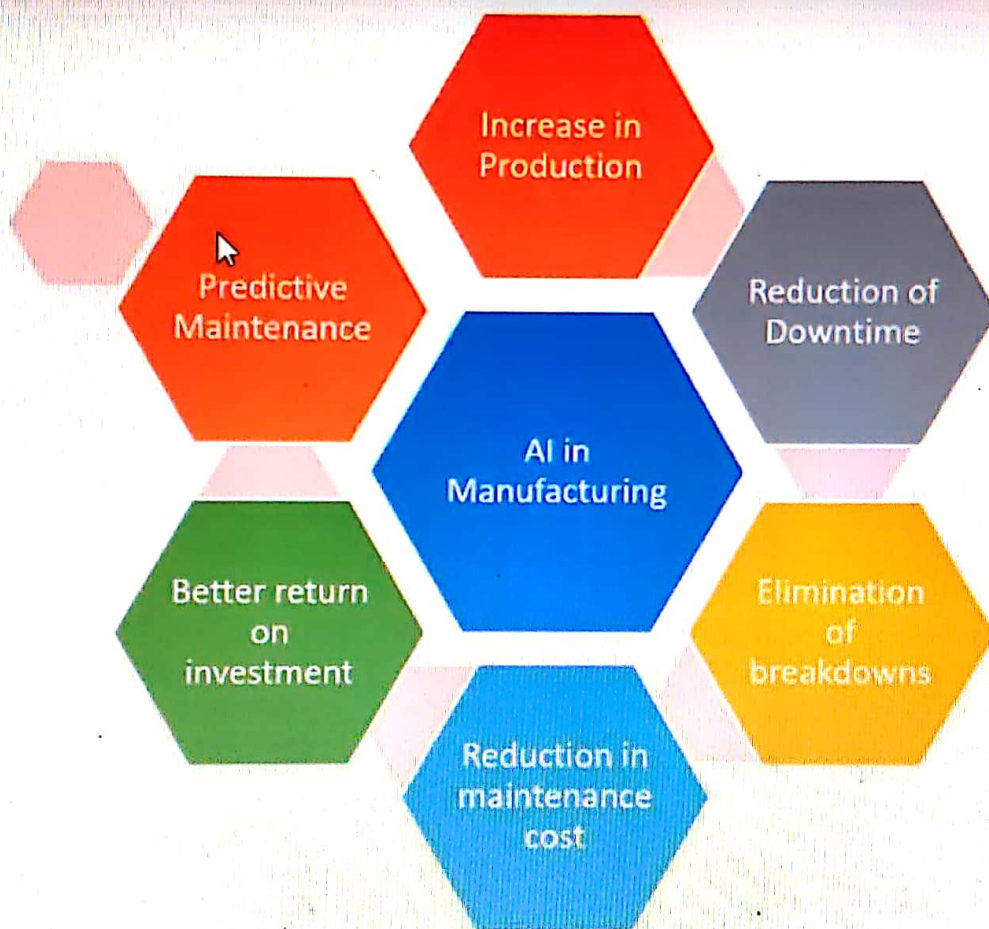 Increase in
Production
Predictive
Maintenance
Reduction of
Downtime
AI in
Manufacturing
Better return
on
investment
Elimination
of
breakdowns
Reduction in
maintenance
cost